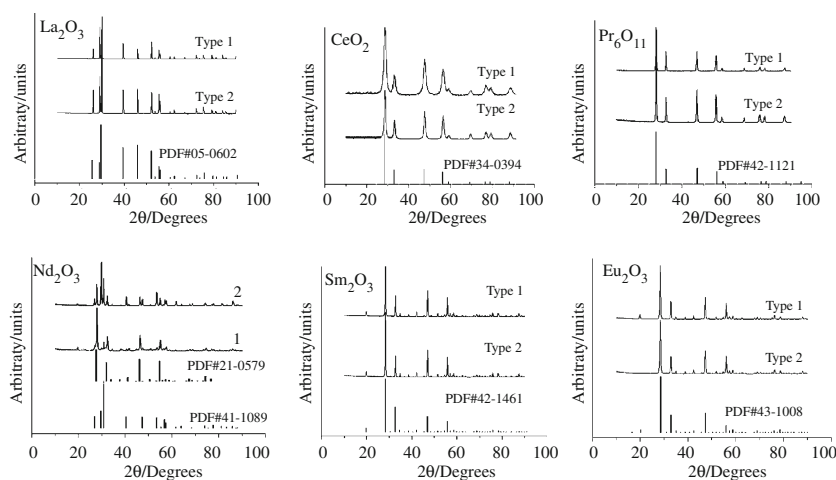 La2O3
Type 1
Type 2
PDF#05-0602
Arbitraty/units
0 20 40 60 80 100
2θ/Degrees
CeO2
Type 1
Type 2
PDF#34-0394
Arbitraty/units
0 20 40 60 80 100
2θ/Degrees
Pr6O11
Type 1
Type 2
PDF#42-1121
Arbitraty/units
0 20 40 60 80 100
2θ/Degrees
Nd2O3
2
1
PDF#21-0579
PDF#41-1089
Arbitraty/units
0 20 40 60 80 100
2θ/Degrees
Sm2O3
Type 1
Type 2
PDF#42-1461
Arbitraty/units
0 20 40 60 80 100
2θ/Degrees
Eu2O3
Type 1
Type 2
PDF#43-1008
Arbitraty/units
0 20 40 60 80 100
2θ/Degrees